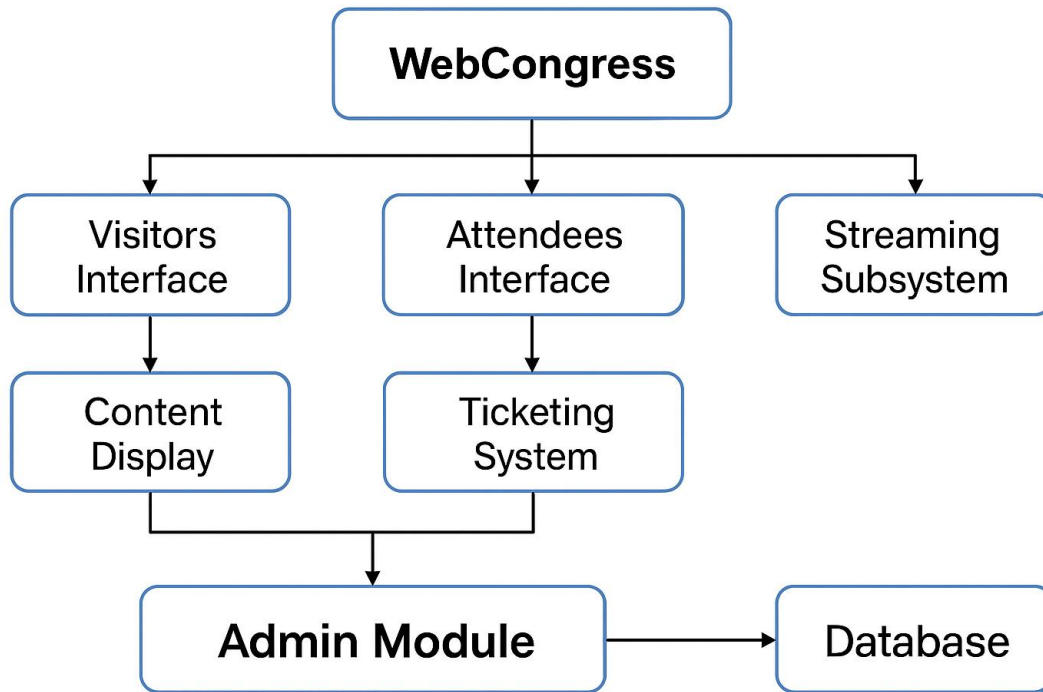 WebCongress
Visitors
Interface
Attendees
Interface
Streaming
Subsystem
Content
Display
Ticketing
System
Admin Module
Database